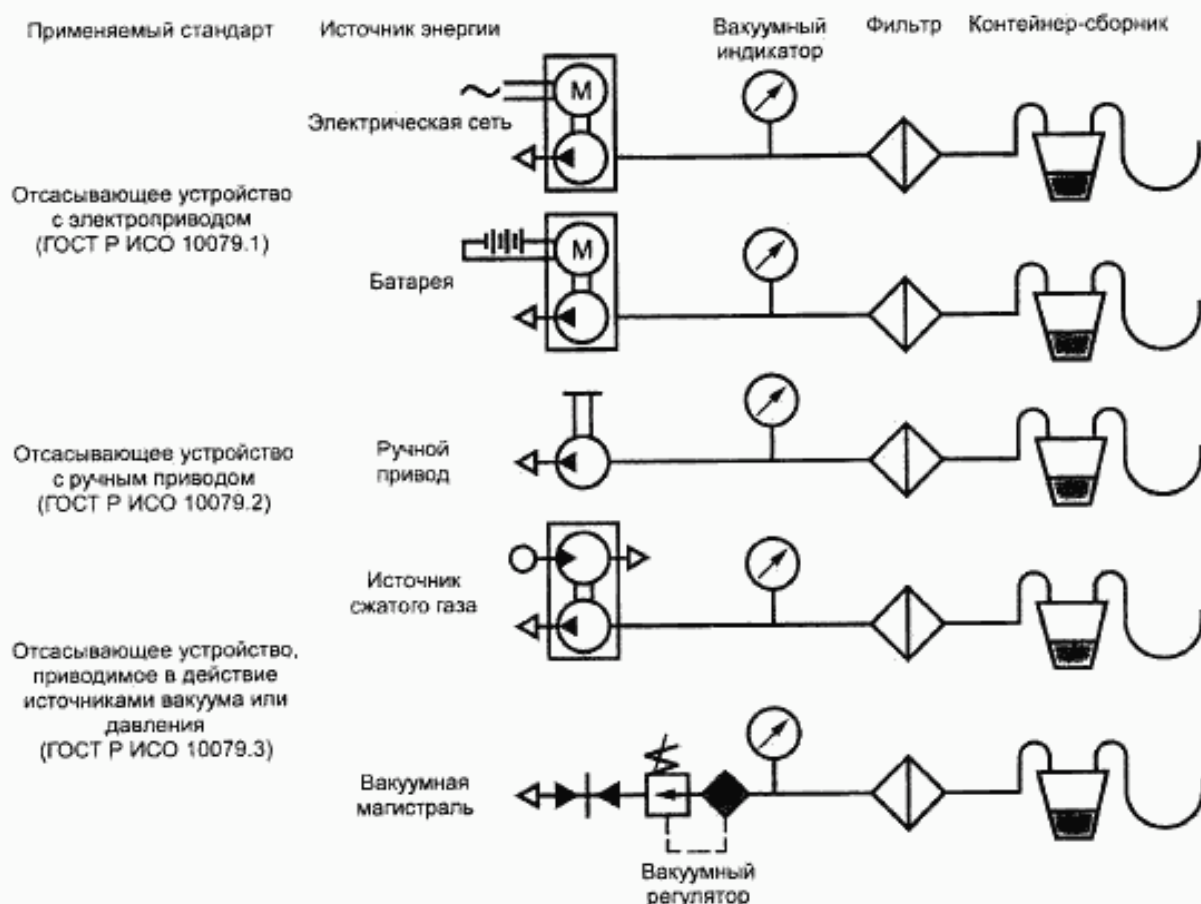 Применяемый стандарт
Источник энергии
Вакуумный
индикатор
Фильтр
Контейнер-сборник
M
Электрическая сеть
Отсасывающее устройство
с электроприводом
(ГОСТ Р ИСО 10079.1)
M
Батарея
Отсасывающее устройство
с ручным приводом
(ГОСТ Р ИСО 10079.2)
Ручной
привод
Источник
сжатого газа
Отсасывающее устройство,
приводимое в действие
источниками вакуума или
давления
(ГОСТ Р ИСО 10079.3)
Вакуумная
магистраль
Вакуумный
регулятор